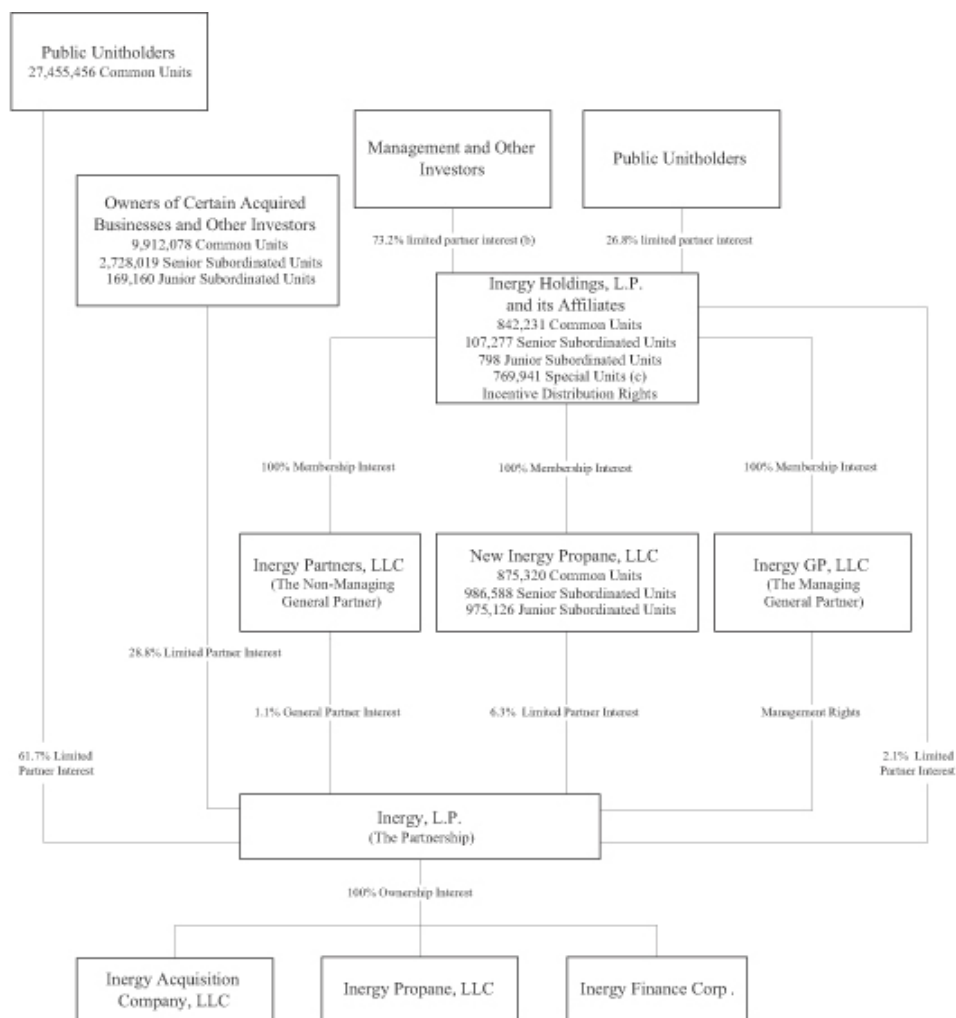 Public Unitholders
27,455,456 Common Units
Management and Other
Investors
Public Unitholders
Owners of Certain Acquired
Businesses and Other Investors
9,912,078 Common Units
2,728,019 Senior Subordinated Units
169,160 Junior Subordinated Units
73.2% limited partner interest (b)
26.8% limited partner interest
Inergy Holdings, L.P.
and its Affiliates
842,231 Common Units
107,277 Senior Subordinated Units
798 Junior Subordinated Units
769,941 Special Units (c)
Incentive Distribution Rights
100% Membership Interest
100% Membership Interest
100% Membership Interest
Inergy Partners, LLC
(The Non-Managing
General Partner)
New Inergy Propane, LLC
875,320 Common Units
986,588 Senior Subordinated Units
975,126 Junior Subordinated Units
Inergy GP, LLC
(The Managing
General Partner)
28.8% Limited Partner Interest
1.1% General Partner Interest
6.3% Limited Partner Interest
Management Rights
61.7% Limited
Partner Interest
2.1% Limited
Partner Interest
Inergy, L.P.
(The Partnership)
100% Ownership Interest
Inergy Acquisition
Company, LLC
Inergy Propane, LLC
Inergy Finance Corp .